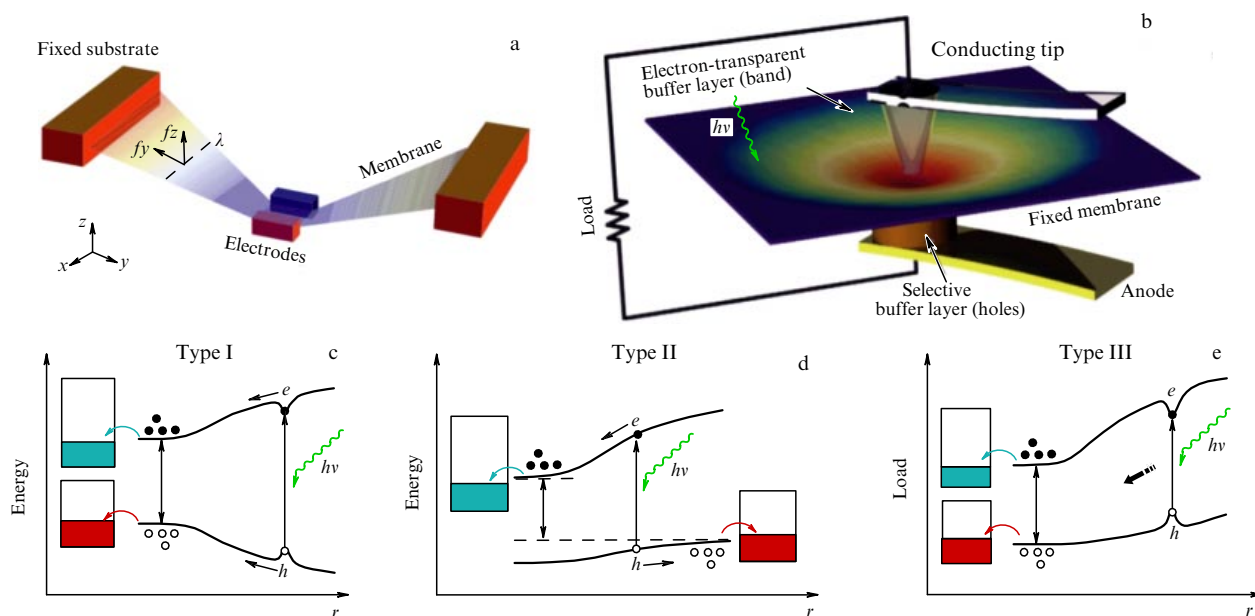 a
Fixed substrate
fz
fy
λ
Membrane
Electrodes
z
x
y
b
Conducting tip
Electron-transparent
buffer layer (band)
hν
Load
Fixed membrane
Selective
buffer layer (holes)
Anode
Type I
c
Energy
e
hν
h
r
Type II
d
Energy
e
hν
h
r
Type III
e
Load
e
hν
h
r